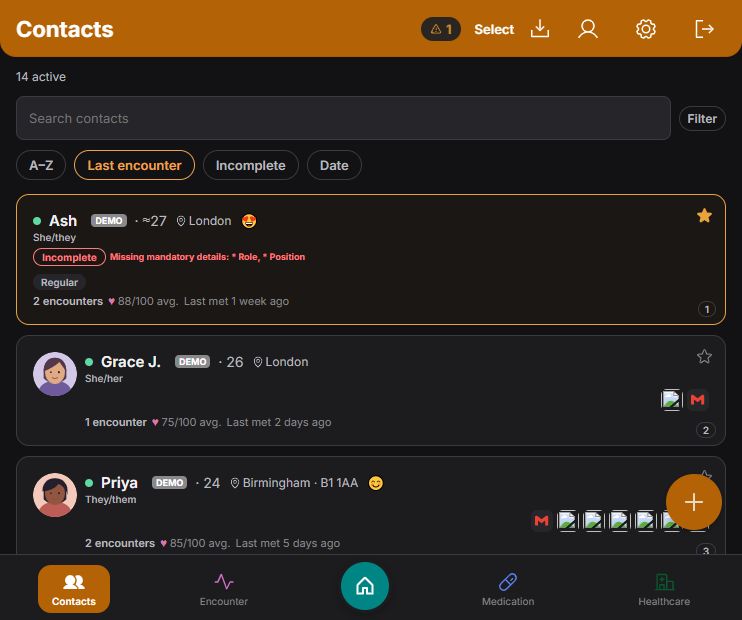 Contacts
1 Select
14 active
Search contacts Filter
A–Z Last encounter Incomplete Date
Ash DEMO · ≈27 London 🤩
She/they
Incomplete Missing mandatory details: * Role, * Position
Regular
2 encounters ♥ 88/100 avg. Last met 1 week ago
1
Grace J. DEMO · 26 London
She/her
1 encounter ♥ 75/100 avg. Last met 2 days ago
2
Priya DEMO · 24 Birmingham · B1 1AA 😊
They/them
2 encounters ♥ 85/100 avg. Last met 5 days ago
3
Contacts Encounter Medication Healthcare